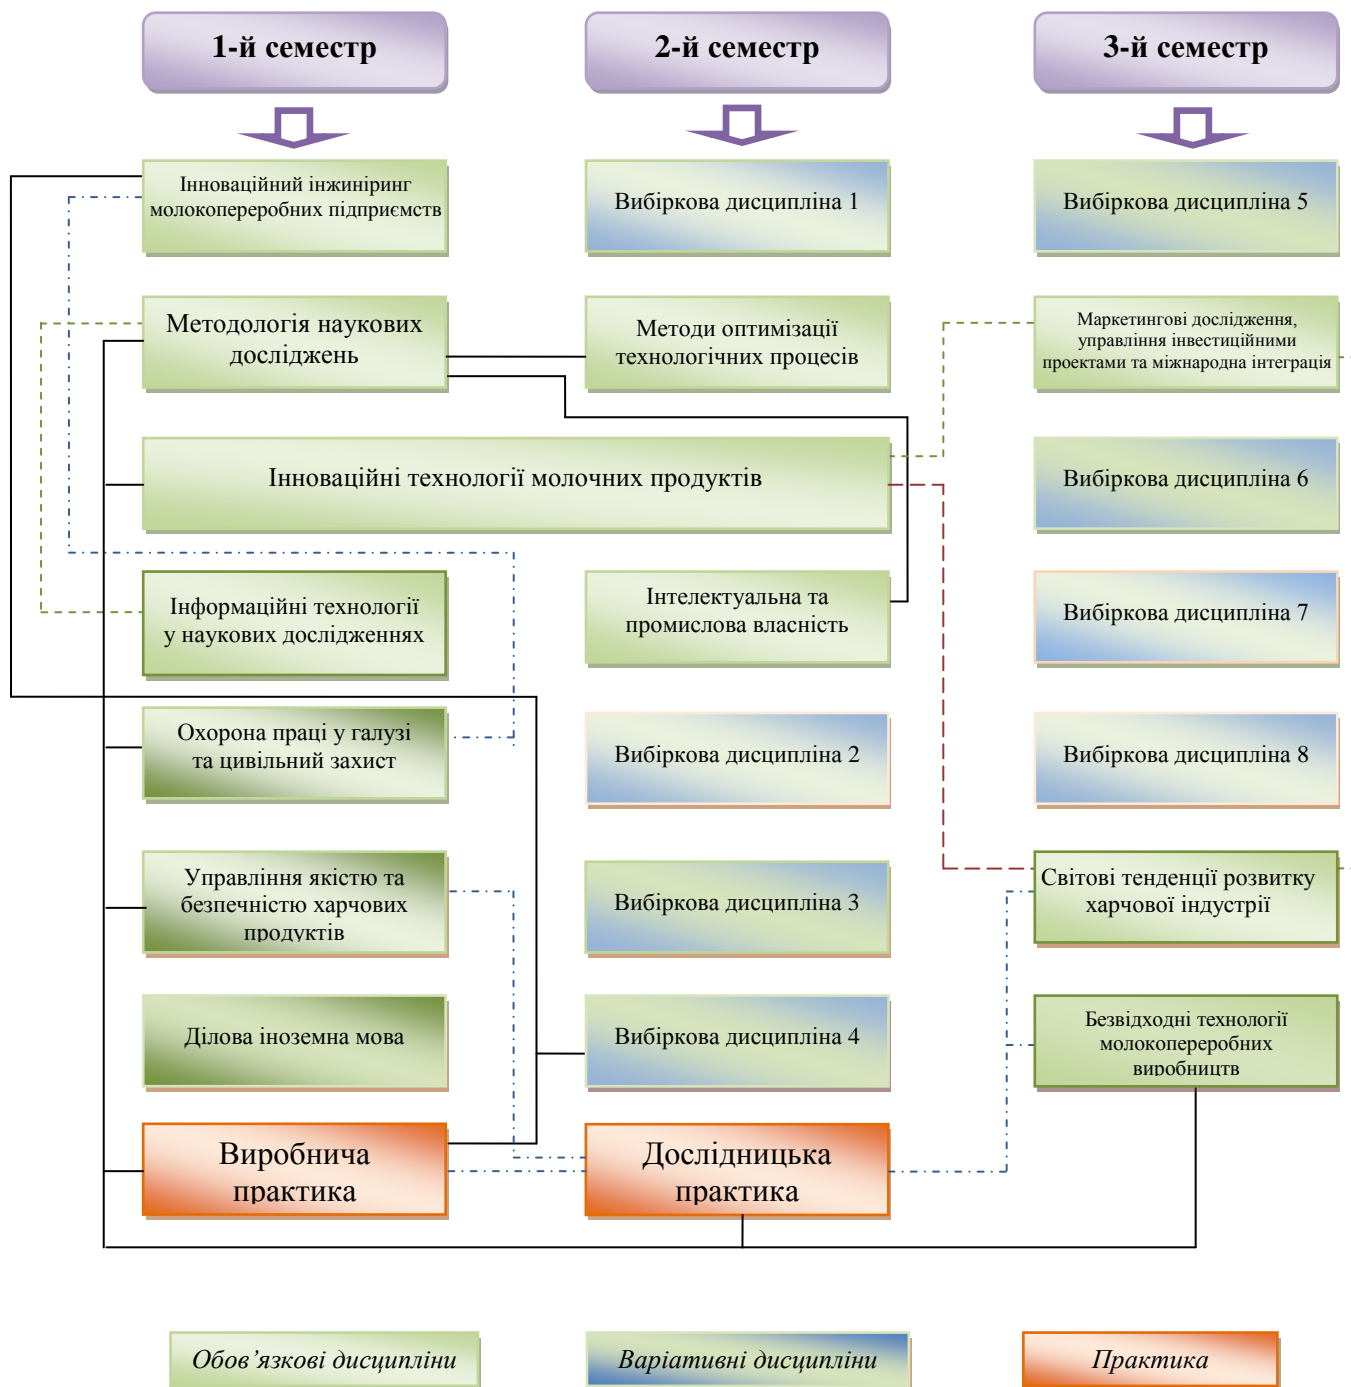 1-й семестр
2-й семестр
3-й семестр
Інноваційний інжиніринг
молокопереробних підприємств
Вибіркова дисципліна 1
Вибіркова дисципліна 5
Методологія наукових
досліджень
Методи оптимізації
технологічних процесів
Маркетингові дослідження,
управління інвестиційними
проектами та міжнародна інтеграція
Інноваційні технології молочних продуктів
Вибіркова дисципліна 6
Інформаційні технології
у наукових дослідженнях
Інтелектуальна та
промислова власність
Вибіркова дисципліна 7
Охорона праці у галузі
та цивільний захист
Вибіркова дисципліна 2
Вибіркова дисципліна 8
Управління якістю та
безпечністю харчових
продуктів
Вибіркова дисципліна 3
Світові тенденції розвитку
харчової індустрії
Ділова іноземна мова
Вибіркова дисципліна 4
Безвідходні технології
молокопереробних
виробництв
Виробнича
практика
Дослідницька
практика
Обов’язкові дисципліни
Варіативні дисципліни
Практика